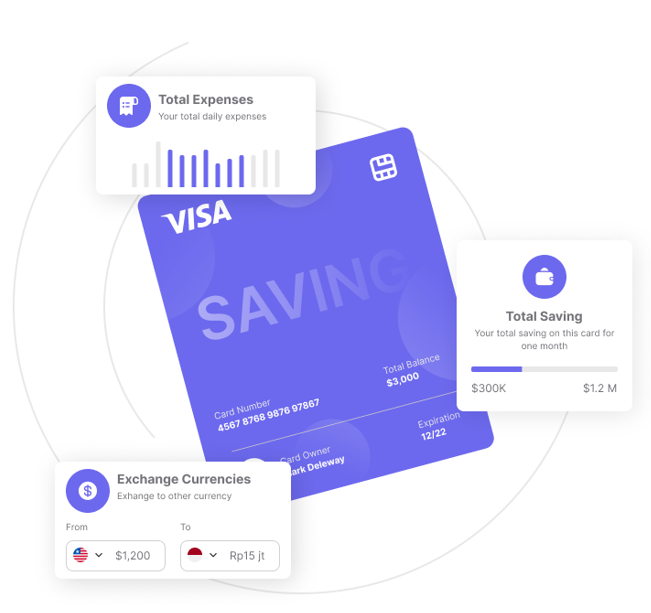 Total Expenses
Your total daily expenses
VISA
SAVING
Total Balance
$3,000
Card Number
4567 8768 9876 97867
Expiration
12/22
Card Owner
ark Deleway
Total Saving
Your total saving on this card for
one month
$300K $1.2 M
Exchange Currencies
Exhange to other currency
From To
$1,200 Rp15 jt